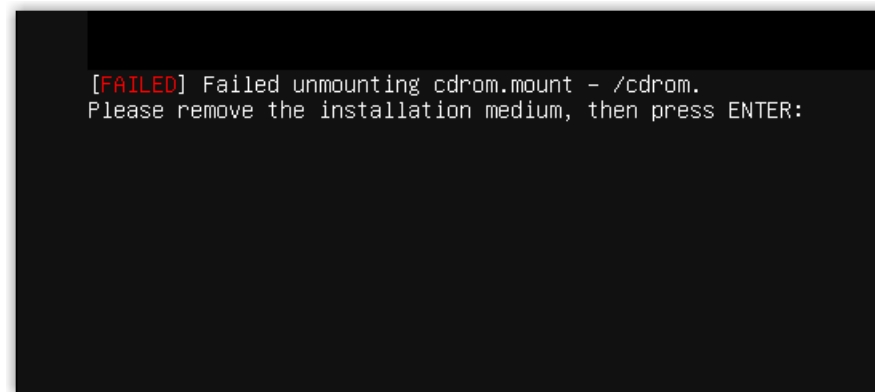 [FAILED] Failed unmounting cdrom.mount - /cdrom.
Please remove the installation medium, then press ENTER: